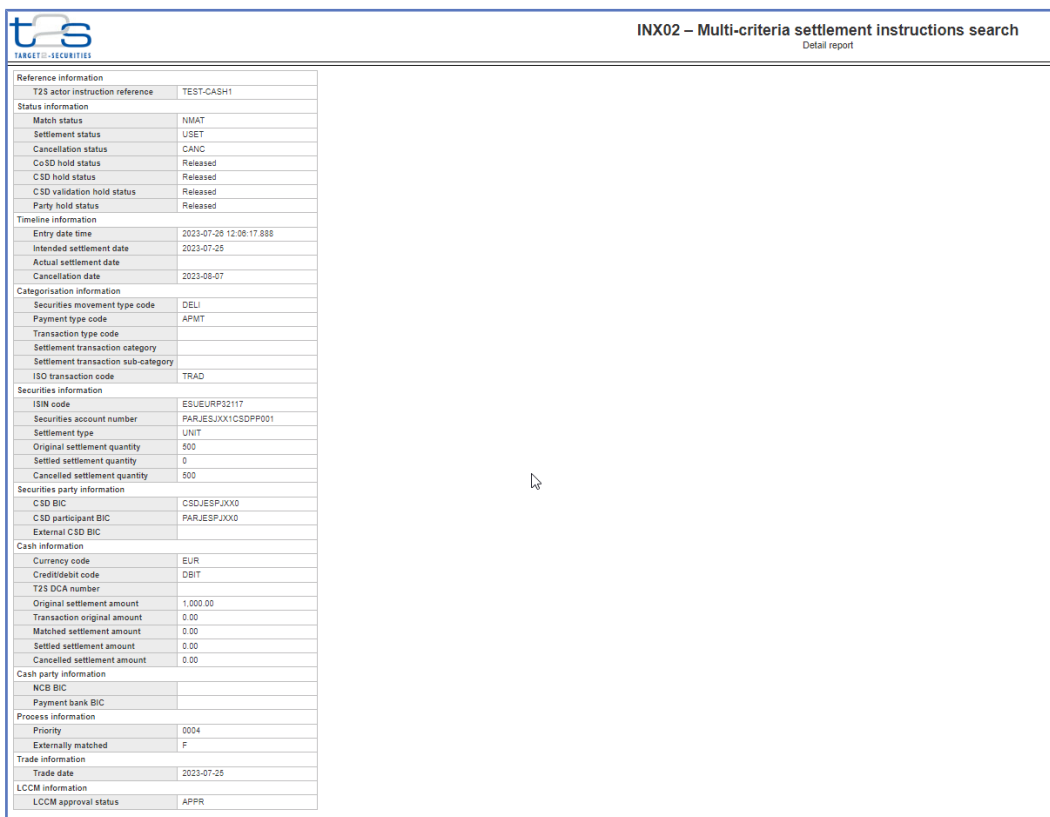 t2s
TARGET2-SECURITIES
INX02 – Multi-criteria settlement instructions search
Detail report
Reference information
T2S actor instruction reference TEST-CASH1
Status information
Match status NMAT
Settlement status USET
Cancellation status CANC
CoSD hold status Released
CSD hold status Released
CSD validation hold status Released
Party hold status Released
Timeline information
Entry date time 2023-07-26 12:06:17.888
Intended settlement date 2023-07-25
Actual settlement date
Cancellation date 2023-08-07
Categorisation information
Securities movement type code DELI
Payment type code APMT
Transaction type code
Settlement transaction category
Settlement transaction sub-category
ISO transaction code TRAD
Securities information
ISIN code ESUEURP32117
Securities account number PARJESJXX1CSDPP001
Settlement type UNIT
Original settlement quantity 500
Settled settlement quantity 0
Cancelled settlement quantity 500
Securities party information
CSD BIC CSDJESPJXX0
CSD participant BIC PARJESPJXX0
External CSD BIC
Cash information
Currency code EUR
Credit/debit code DBIT
T2S DCA number
Original settlement amount 1,000.00
Transaction original amount 0.00
Matched settlement amount 0.00
Settled settlement amount 0.00
Cancelled settlement amount 0.00
Cash party information
NCB BIC
Payment bank BIC
Process information
Priority 0004
Externally matched F
Trade information
Trade date 2023-07-25
LCCM information
LCCM approval status APPR